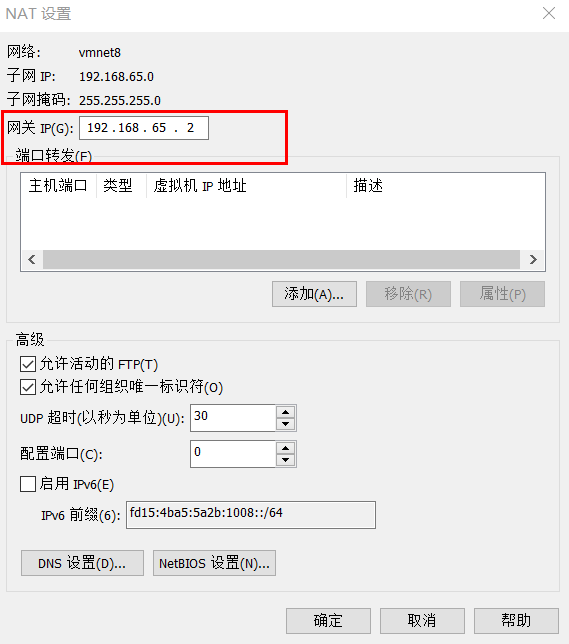 NAT 设置
网络: vmnet8
子网 IP: 192.168.65.0
子网掩码: 255.255.255.0
网关 IP(G): 192 . 168 . 65 . 2
端口转发(F)
主机端口 类型 虚拟机 IP 地址 描述
添加(A)... 移除(R) 属性(P)
高级
允许活动的 FTP(T)
允许任何组织唯一标识符(O)
UDP 超时(以秒为单位)(U): 30
配置端口(C): 0
启用 IPv6(E)
IPv6 前缀(6): fd15:4ba5:5a2b:1008::/64
DNS 设置(D)... NetBIOS 设置(N)...
确定 取消 帮助